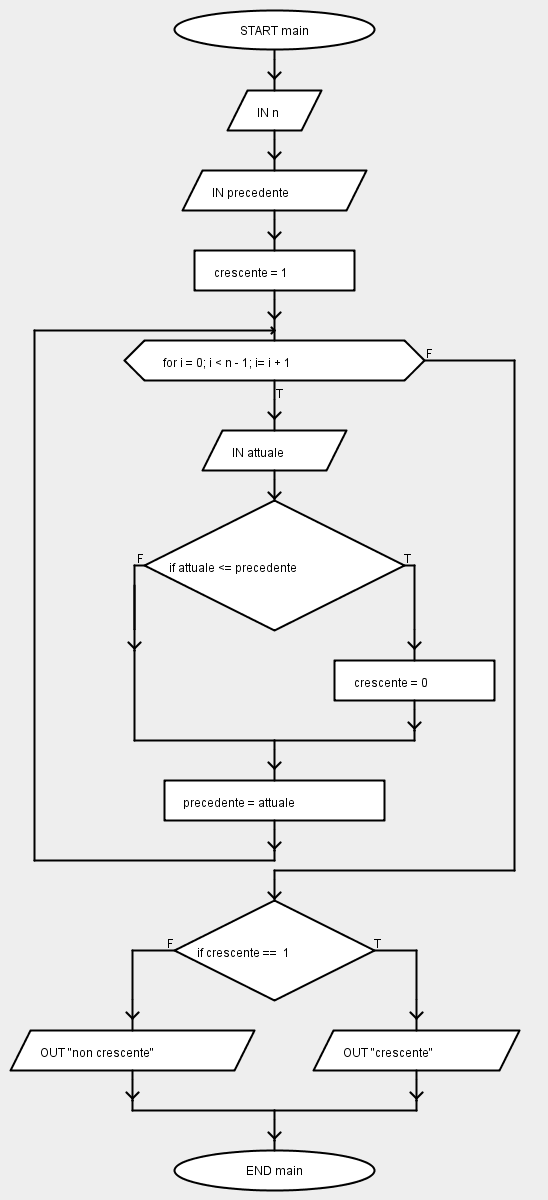 START main
IN n
IN precedente
crescente = 1
for i = 0; i < n - 1; i= i + 1
F
T
IN attuale
F
T
if attuale <= precedente
crescente = 0
precedente = attuale
F
T
if crescente ==  1
OUT "non crescente"
OUT "crescente"
END main